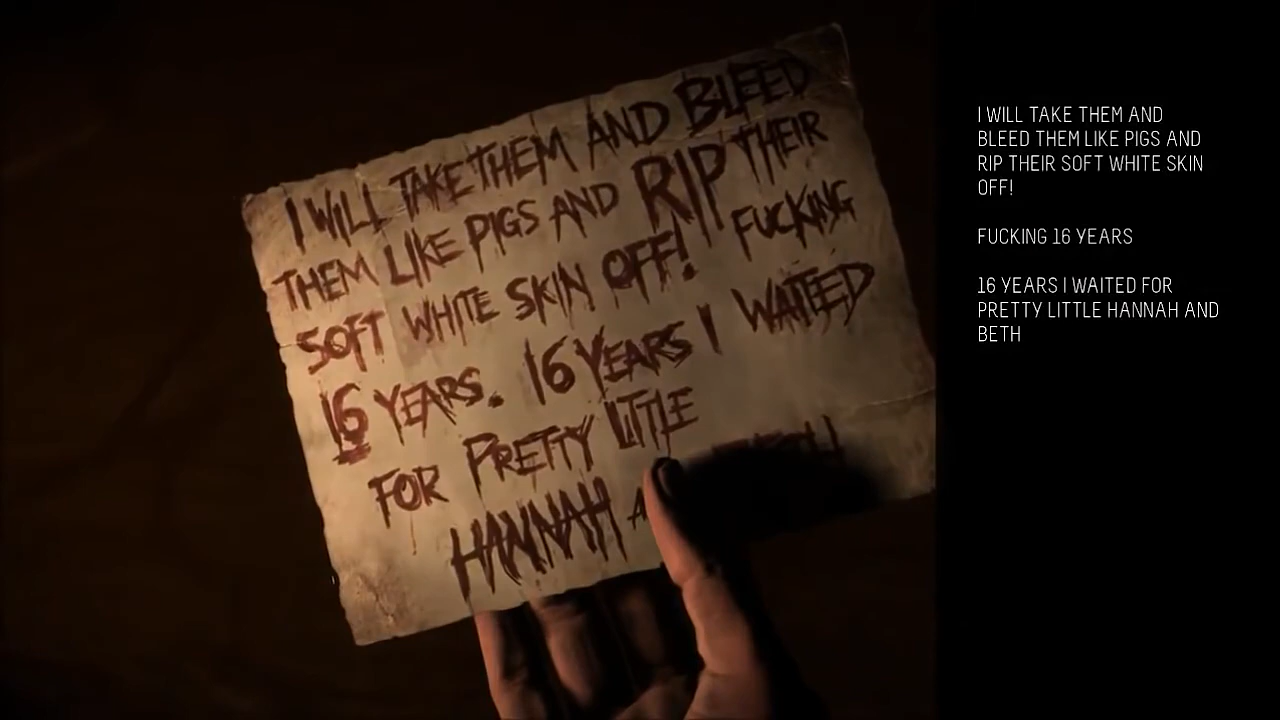 I WILL TAKE THEM AND BLEED
THEM LIKE PIGS AND RIP THEIR
SOFT WHITE SKIN OFF! FUCKING
16 YEARS. 16 YEARS I WAITED
FOR PRETTY LITTLE
HANNAH A
I WILL TAKE THEM AND
BLEED THEM LIKE PIGS AND
RIP THEIR SOFT WHITE SKIN
OFF!
FUCKING 16 YEARS
16 YEARS I WAITED FOR
PRETTY LITTLE HANNAH AND
BETH